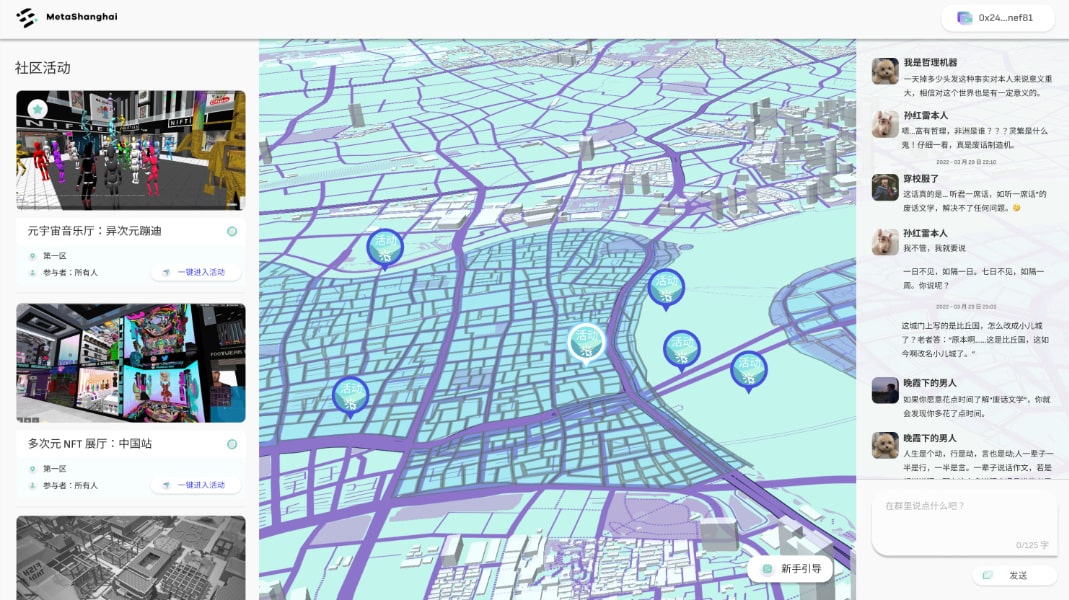 MetaShanghai
0x24...nef81
社区活动
NIFTI
元宇宙音乐厅：异次元蹦迪
第一区
参与者：所有人
一键进入活动
多次元 NFT 展厅：中国站
第一区
参与者：所有人
一键进入活动
活动
活动
活动
活动
活动
活动
新手引导
我是哲理机器
一天掉多少头发这种事实对本人来说意义重
大，相信对这个世界也是有一定意义的。
孙红雷本人
嗯...富有哲理，非洲是谁？？？灵繁是什么
鬼！仔细一看，真是废话制造机。
2022 - 03 月 29 日 22:10
穿校服了
这话真的是... 听君一席话，如听一席话"的
废话文学，解决不了任何问题。😏
孙红雷本人
我不管，我就要说
一日不见，如隔一日。七日不见，如隔一
周。你说呢？
2022 - 03 月 29 日 23:02
这城门上写的是比丘国，怎么改成小儿城
了？老者答："原本啊......这是比丘国，这如
今啊改名小儿城了。"
晚霞下的男人
如果你愿意花点时间了解"废话文学"，你就
会发现你多花了点时间。
晚霞下的男人
人生是个动，行是动，言也是动;人一辈子一
半是行，一半是言。一辈子说话作文，若是
在群里说点什么吧？
0/125 字
发送